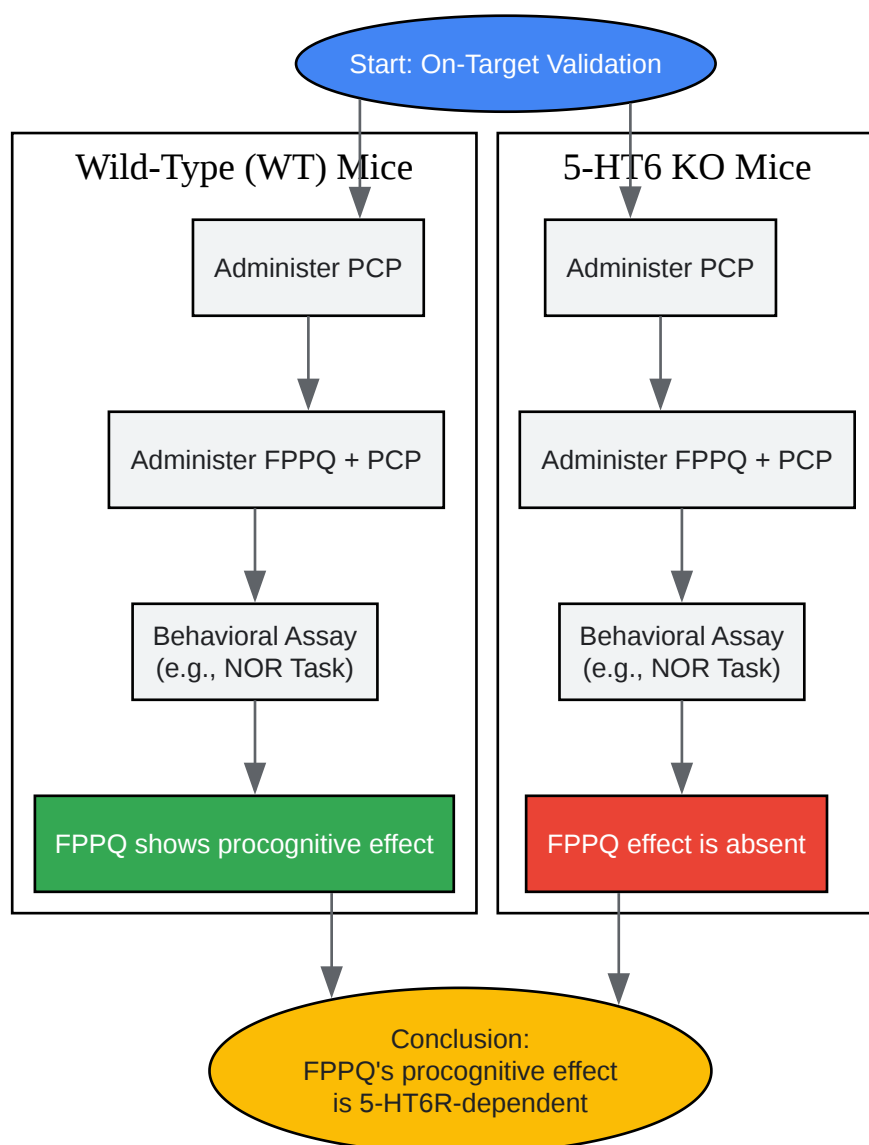 Start: On-Target Validation
Wild-Type (WT) Mice
Administer PCP
Administer FPPQ + PCP
Behavioral Assay
(e.g., NOR Task)
FPPQ shows procognitive effect
5-HT6 KO Mice
Administer PCP
Administer FPPQ + PCP
Behavioral Assay
(e.g., NOR Task)
FPPQ effect is absent
Conclusion:
FPPQ's procognitive effect
is 5-HT6R-dependent